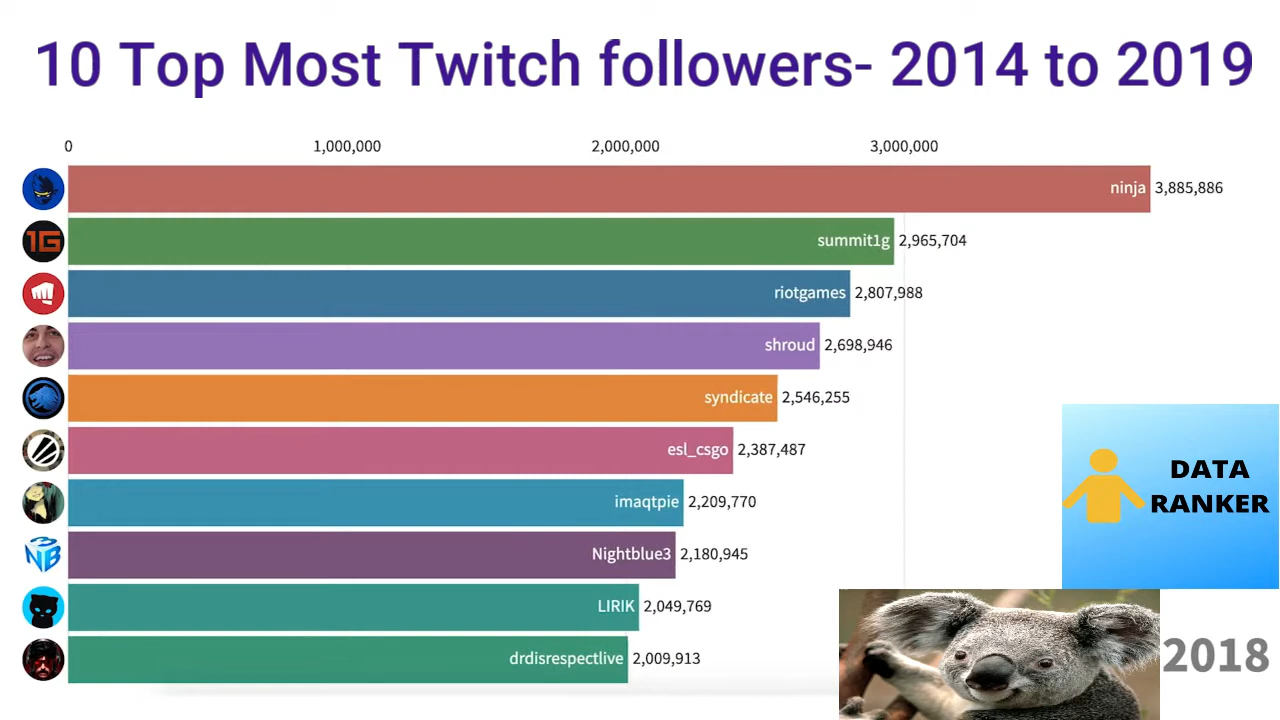 10 Top Most Twitch followers- 2014 to 2019
0 1,000,000 2,000,000 3,000,000
ninja 3,885,886
1G
summit1g 2,965,704
riotgames 2,807,988
shroud 2,698,946
syndicate 2,546,255
esl_csgo 2,387,487
imaqtpie 2,209,770
NB3
Nightblue3 2,180,945
LIRIK 2,049,769
drdisrespectlive 2,009,913
DATA
RANKER
2018